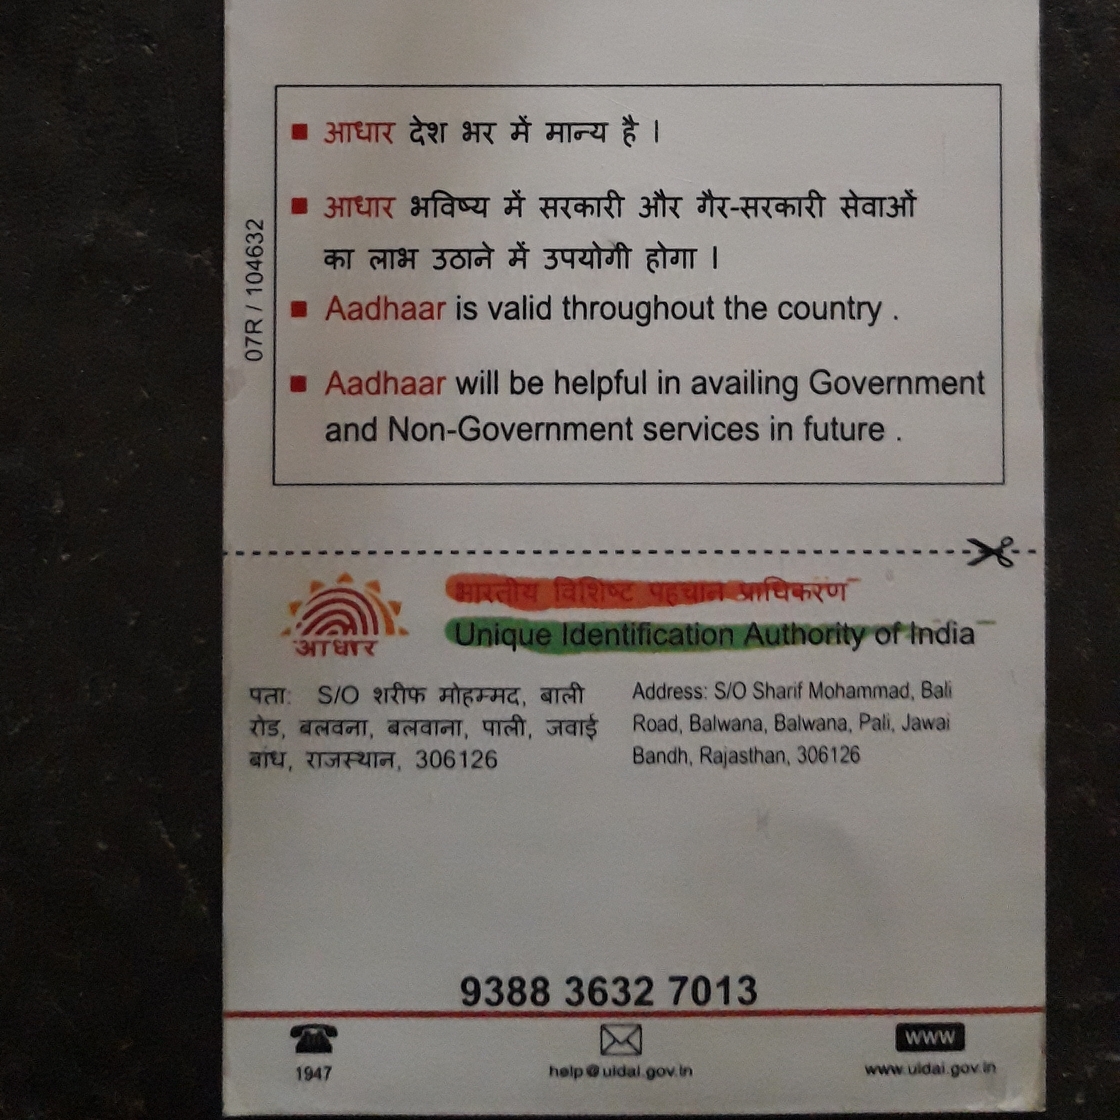 आधार देश भर में मान्य है ।
आधार भविष्य में सरकारी और गैर-सरकारी सेवाओं
का लाभ उठाने में उपयोगी होगा ।
Aadhaar is valid throughout the country .
Aadhaar will be helpful in availing Government
and Non-Government services in future .
07R / 104632
आधार
भारतीय विशिष्ट पहचान प्राधिकरण
Unique Identification Authority of India
पता: S/O शरीफ मोहम्मद, बाली
रोड, बलवना, बलवाना, पाली, जवाई
बांध, राजस्थान, 306126
Address: S/O Sharif Mohammad, Bali
Road, Balwana, Balwana, Pali, Jawai
Bandh, Rajasthan, 306126
9388 3632 7013
1947
help@uidai.gov.in
www
www.uidai.gov.in